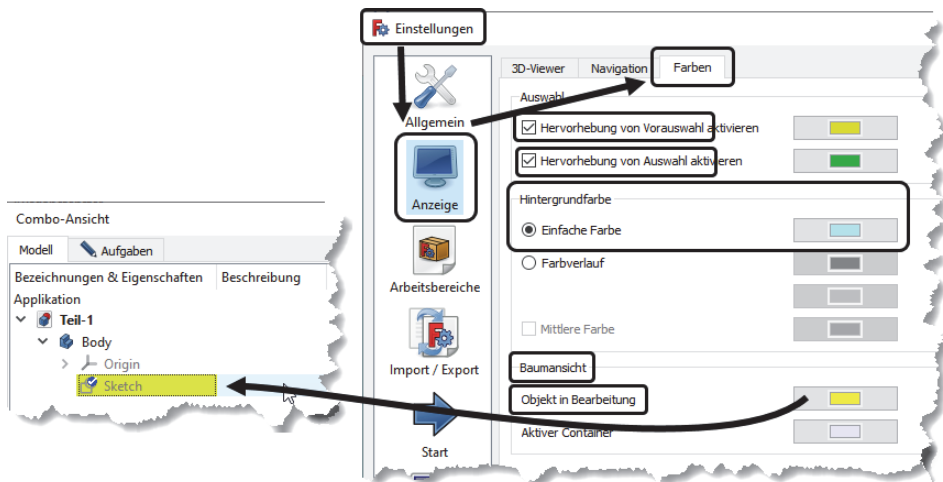 Einstellungen
3D-Viewer Navigation Farben
Auswahl
Allgemein
Hervorhebung von Vorauswahl aktivieren
Hervorhebung von Auswahl aktivieren
Anzeige
Hintergrundfarbe
Einfache Farbe
Farbverlauf
Arbeitsbereiche
Mittlere Farbe
Import / Export
Baumansicht
Objekt in Bearbeitung
Aktiver Container
Start
Combo-Ansicht
Modell Aufgaben
Bezeichnungen & Eigenschaften Beschreibung
Applikation
Teil-1
Body
Origin
Sketch